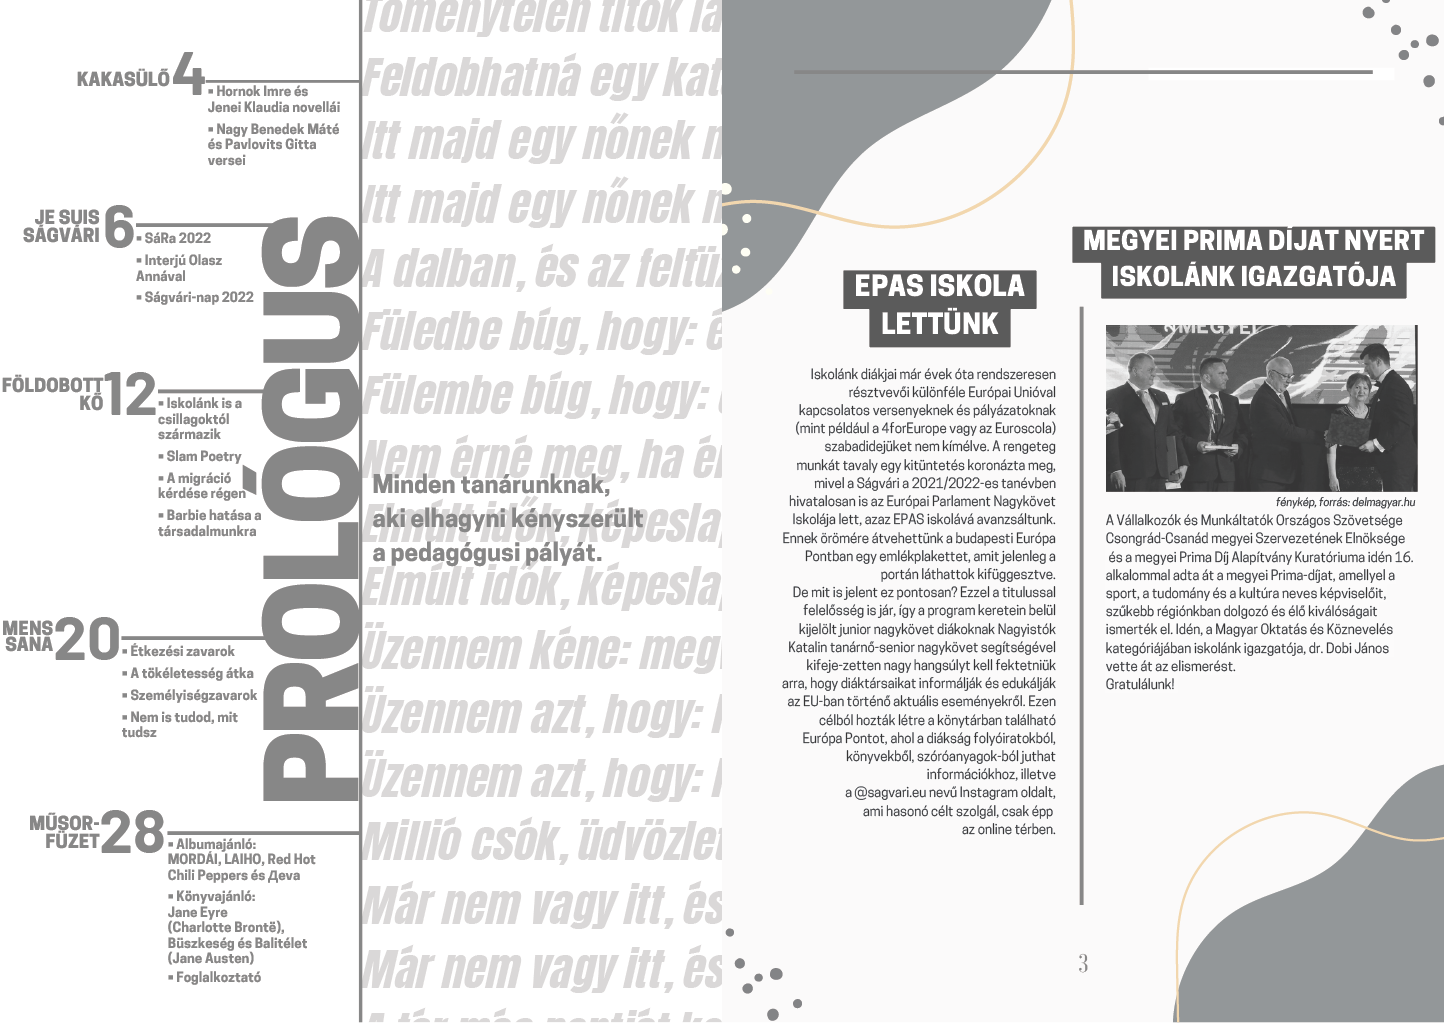 KAKASÜLŐ 4
▪ Hornok Imre és
Jenei Klaudia novellái
▪ Nagy Benedek Máté
és Pavlovits Gitta
versei
JE SUIS
SÁGVÁRI 6
▪ SáRa 2022
▪ Interjú Olasz
Annával
▪ Ságvári-nap 2022
FÖLDOBOTT
KŐ 12
▪ Iskolánk is a
csillagoktól
származik
▪ Slam Poetry
▪ A migráció
kérdése régen
▪ Barbie hatása a
társadalmunkra
MENS
SANA 20
▪ Étkezési zavarok
▪ A tökéletesség átka
▪ Személyiségzavarok
▪ Nem is tudod, mit
tudsz
MŰSOR-
FÜZET 28
▪ Albumajánló:
MORDÁI, LAIHO, Red Hot
Chili Peppers és Дева
▪ Könyvajánló:
Jane Eyre
(Charlotte Brontë),
Büszkeség és Balitélet
(Jane Austen)
▪ Foglalkoztató
PROLÓGUS
Töménytelen titok la
Feldobhatná egy kat
Itt majd egy nőnek n
Itt majd egy nőnek n
A dalban, és az feltű
Füledbe búg, hogy: é
Fülembe búg, hogy:
Nem érné meg, ha é
Elmúlt idők, képesla
Elmúlt idők, képesla
Üzennem kéne: meg
Üzennem azt, hogy:
Üzennem azt, hogy:
Millió csók, üdvözlet
Már nem vagy itt, és
Már nem vagy itt, és
Minden tanárunknak,
aki elhagyni kényszerült
a pedagógusi pályát.
EPAS ISKOLA
LETTÜNK
Iskolánk diákjai már évek óta rendszeresen
résztvevői különféle Európai Unióval
kapcsolatos versenyeknek és pályázatoknak
(mint például a 4forEurope vagy az Euroscola)
szabadidejüket nem kímélve. A rengeteg
munkát tavaly egy kitüntetés koronázta meg,
mivel a Ságvári a 2021/2022-es tanévben
hivatalosan is az Európai Parlament Nagykövet
Iskolája lett, azaz EPAS iskolává avanzsáltunk.
Ennek örömére átvehettünk a budapesti Európa
Pontban egy emlékplakettet, amit jelenleg a
portán láthattok kifüggesztve.
De mit is jelent ez pontosan? Ezzel a titulussal
felelősség is jár, így a program keretein belül
kijelölt junior nagykövet diákoknak Nagyistók
Katalin tanárnő-senior nagykövet segítségével
kifeje-zetten nagy hangsúlyt kell fektetniük
arra, hogy diáktársaikat informálják és edukálják
az EU-ban történő aktuális eseményekről. Ezen
célból hozták létre a könytárban található
Európa Pontot, ahol a diákság folyóiratokból,
könyvekből, szóróanyagok-ból juthat
információkhoz, illetve
a @sagvari.eu nevű Instagram oldalt,
ami hasonó célt szolgál, csak épp
az online térben.
MEGYEI PRIMA DÍJAT NYERT
ISKOLÁNK IGAZGATÓJA
MEGYEI
fénykép, forrás: delmagyar.hu
A Vállalkozók és Munkáltatók Országos Szövetsége
Csongrád-Csanád megyei Szervezetének Elnöksége
és a megyei Prima Díj Alapítvány Kuratóriuma idén 16.
alkalommal adta át a megyei Prima-díjat, amellyel a
sport, a tudomány és a kultúra neves képviselőit,
szűkebb régiónkban dolgozó és élő kiválóságait
ismerték el. Idén, a Magyar Oktatás és Köznevelés
kategóriájában iskolánk igazgatója, dr. Dobi János
vette át az elismerést.
Gratulálunk!
3